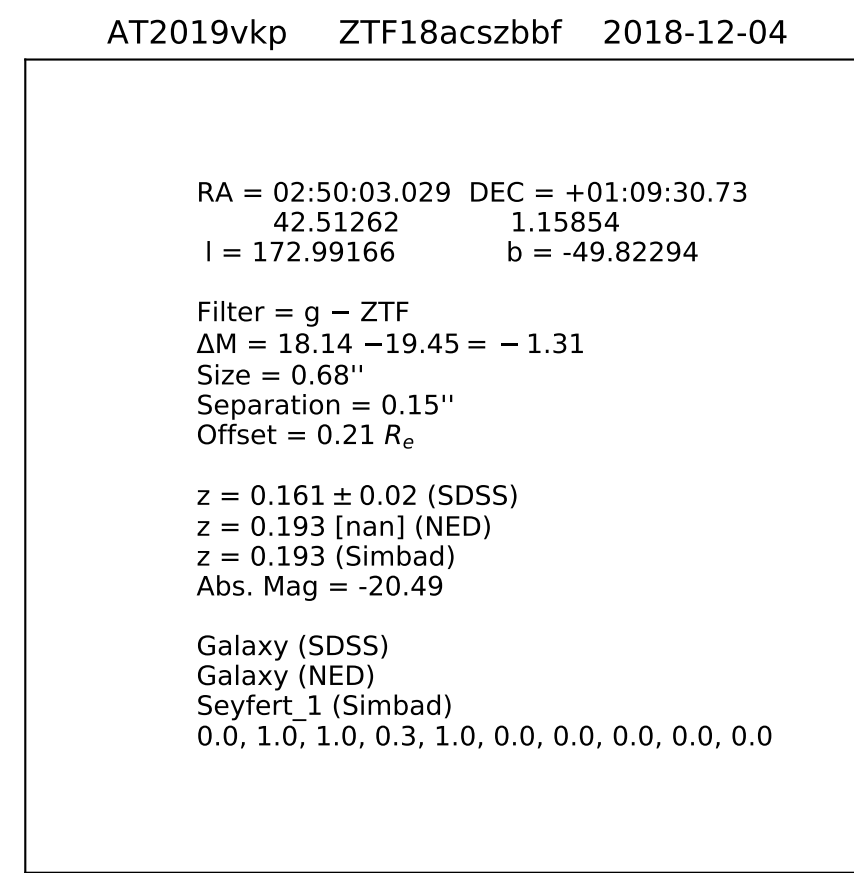 AT2019vkp ZTF18acszbbf 2018-12-04
RA = 02:50:03.029 DEC = +01:09:30.73
42.51262 1.15854
l = 172.99166 b = -49.82294
Filter = g − ZTF
ΔM = 18.14 −19.45 = − 1.31
Size = 0.68''
Separation = 0.15''
Offset = 0.21 Rₑ
z = 0.161 ± 0.02 (SDSS)
z = 0.193 [nan] (NED)
z = 0.193 (Simbad)
Abs. Mag = -20.49
Galaxy (SDSS)
Galaxy (NED)
Seyfert_1 (Simbad)
0.0, 1.0, 1.0, 0.3, 1.0, 0.0, 0.0, 0.0, 0.0, 0.0